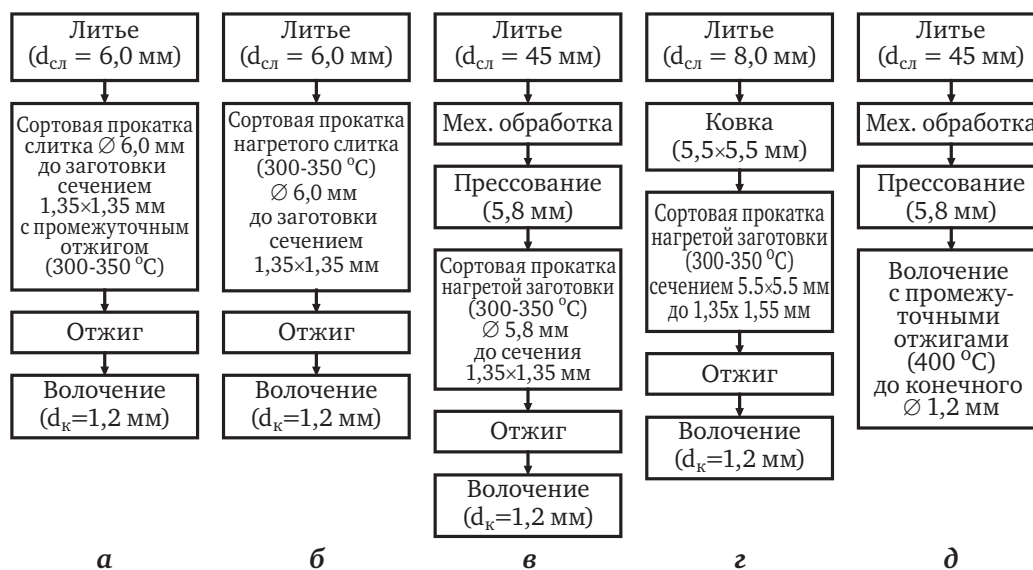 Литье
(dсл = 6,0 мм)
Сортовая прокатка
слитка ∅ 6,0 мм
до заготовки
сечением
1,35×1,35 мм
с промежуточным
отжигом
(300-350 °C)
Отжиг
Волочение
(dк=1,2 мм)
а
Литье
(dсл = 6,0 мм)
Сортовая прокатка
нагретого слитка
(300-350 °C)
∅ 6,0 мм
до заготовки
сечением
1,35×1,35 мм
Отжиг
Волочение
(dк=1,2 мм)
б
Литье
(dсл = 45 мм)
Мех. обработка
Прессование
(5,8 мм)
Сортовая прокатка
нагретой заготовки
(300-350 °C)
∅ 5,8 мм
до сечения
1,35×1,35 мм
Отжиг
Волочение
(dк=1,2 мм)
в
Литье
(dсл = 8,0 мм)
Ковка
(5,5×5,5 мм)
Сортовая прокатка
нагретой заготовки
(300-350 °C)
сечением 5.5×5.5 мм
до 1,35х 1,55 мм
Отжиг
Волочение
(dк=1,2 мм)
г
Литье
(dсл = 45 мм)
Мех. обработка
Прессование
(5,8 мм)
Волочение
с промежу-
точными
отжигами
(400 °C)
до конечного
∅ 1,2 мм
д